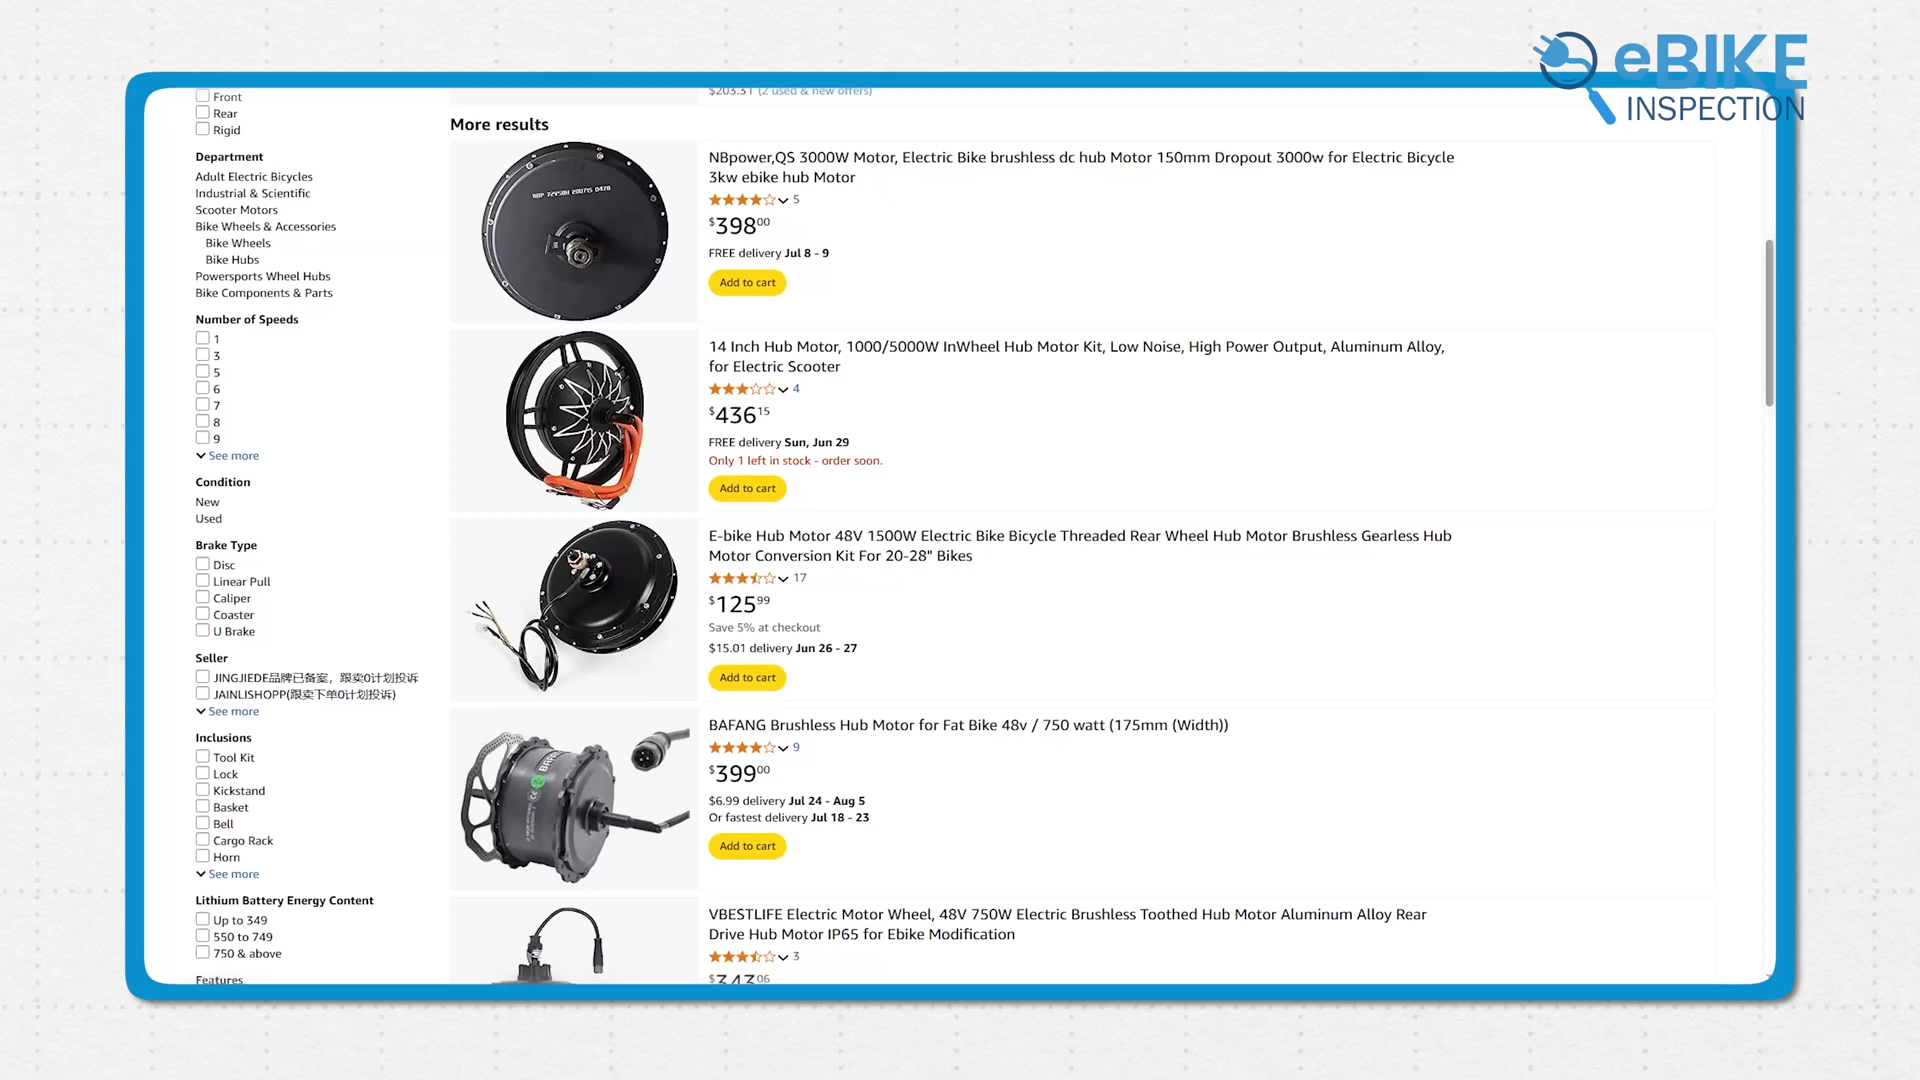 eBIKE
INSPECTION
Front
Rear
Rigid
Department
Adult Electric Bicycles
Industrial & Scientific
Scooter Motors
Bike Wheels & Accessories
Bike Wheels
Bike Hubs
Powersports Wheel Hubs
Bike Components & Parts
Number of Speeds
1
3
5
6
7
8
9
See more
Condition
New
Used
Brake Type
Disc
Linear Pull
Caliper
Coaster
U Brake
Seller
JINGJIEDE品牌已备案，跟卖0计划投诉
JAINLISHOPP(跟卖下单0计划投诉)
See more
Inclusions
Tool Kit
Lock
Kickstand
Basket
Bell
Cargo Rack
Horn
See more
Lithium Battery Energy Content
Up to 349
550 to 749
750 & above
Features
$203.31 (2 used & new offers)
More results
NBpower,QS 3000W Motor, Electric Bike brushless dc hub Motor 150mm Dropout 3000w for Electric Bicycle
3kw ebike hub Motor
5
$39800
FREE delivery Jul 8 - 9
Add to cart
14 Inch Hub Motor, 1000/5000W InWheel Hub Motor Kit, Low Noise, High Power Output, Aluminum Alloy,
for Electric Scooter
4
$43615
FREE delivery Sun, Jun 29
Only 1 left in stock - order soon.
Add to cart
E-bike Hub Motor 48V 1500W Electric Bike Bicycle Threaded Rear Wheel Hub Motor Brushless Gearless Hub
Motor Conversion Kit For 20-28" Bikes
17
$12599
Save 5% at checkout
$15.01 delivery Jun 26 - 27
Add to cart
BAFANG Brushless Hub Motor for Fat Bike 48v / 750 watt (175mm (Width))
9
$39900
$6.99 delivery Jul 24 - Aug 5
Or fastest delivery Jul 18 - 23
Add to cart
VBESTLIFE Electric Motor Wheel, 48V 750W Electric Brushless Toothed Hub Motor Aluminum Alloy Rear
Drive Hub Motor IP65 for Ebike Modification
3
$34306